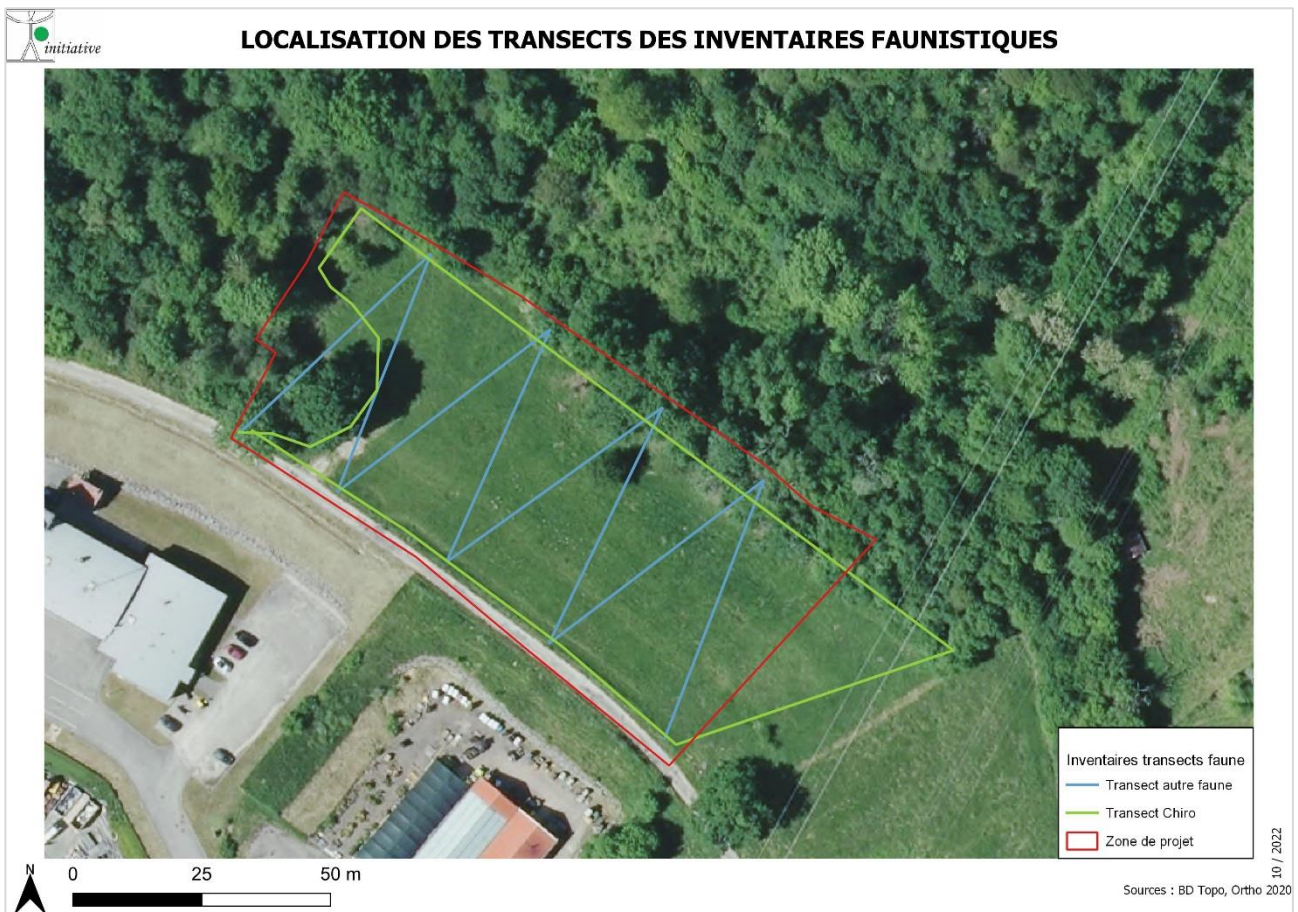 initiative
LOCALISATION DES TRANSECTS DES INVENTAIRES FAUNISTIQUES
Inventaires transects faune
Transect autre faune
Transect Chiro
Zone de projet
10 / 2022
N
0 25 50 m
Sources : BD Topo, Ortho 2020